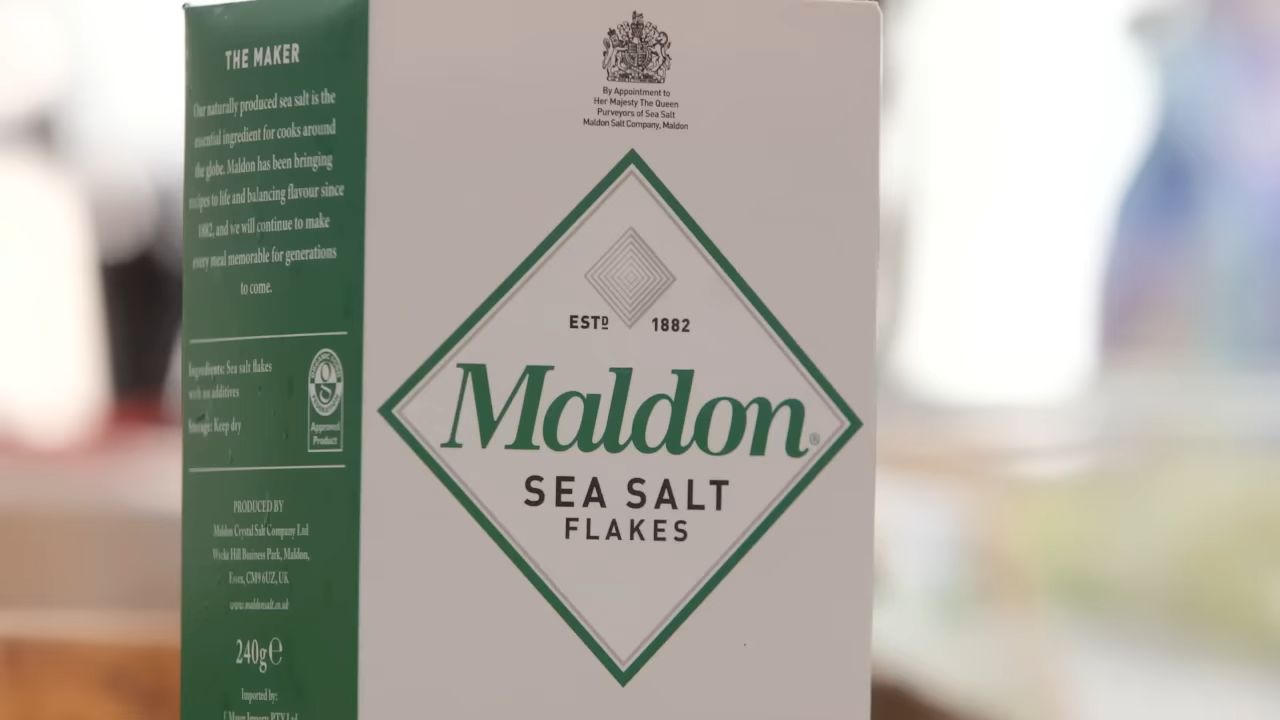 THE MAKER
Our naturally produced sea salt is the
essential ingredient for cooks around
the globe. Maldon has been bringing
recipes to life and balancing flavour since
1882, and we will continue to make
every meal memorable for generations
to come.
Ingredients: Sea salt flakes
with no additives
Storage: Keep dry
Approved
Product
PRODUCED BY
Maldon Crystal Salt Company Ltd
Wycke Hill Business Park, Maldon,
Essex, CM9 6UZ, UK
www.maldonsalt.co.uk
240g℮
Imported by:
PTY Ltd
By Appointment to
Her Majesty The Queen
Purveyors of Sea Salt
Maldon Salt Company, Maldon
ESTD 1882
Maldon®
SEA SALT
FLAKES